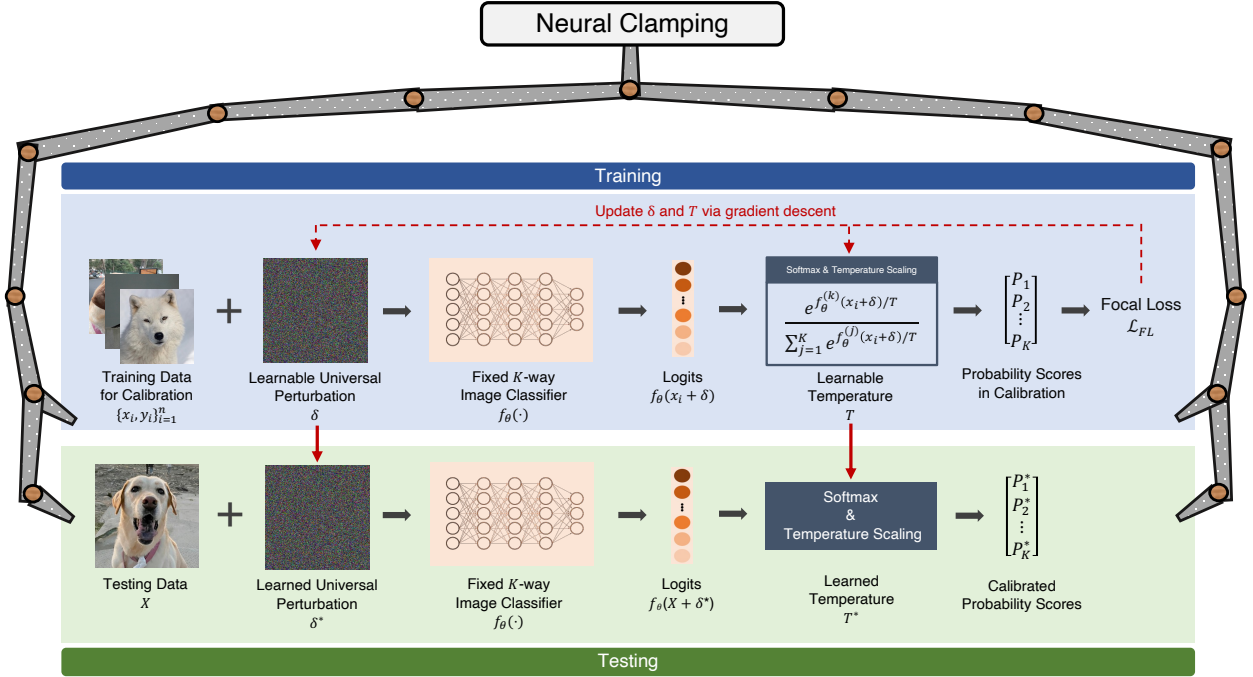 Neural Clamping
Training
Update δ and T via gradient descent
Softmax & Temperature Scaling
e^{f_θ^{(k)}(x_i+δ)/T}
∑_{j=1}^{K} e^{f_θ^{(j)}(x_i+δ)/T}
[P_1 P_2 ⋮ P_K]
Focal Loss
ℒ_{FL}
Training Data
for Calibration
{x_i, y_i}_{i=1}^{n}
Learnable Universal
Perturbation
δ
Fixed K-way
Image Classifier
f_θ(·)
Logits
f_θ(x_i + δ)
Learnable
Temperature
T
Probability Scores
in Calibration
+
+
Softmax
&
Temperature Scaling
[P_1^* P_2^* ⋮ P_K^*]
Testing Data
X
Learned Universal
Perturbation
δ*
Fixed K-way
Image Classifier
f_θ(·)
Logits
f_θ(X + δ*)
Learned
Temperature
T*
Calibrated
Probability Scores
Testing